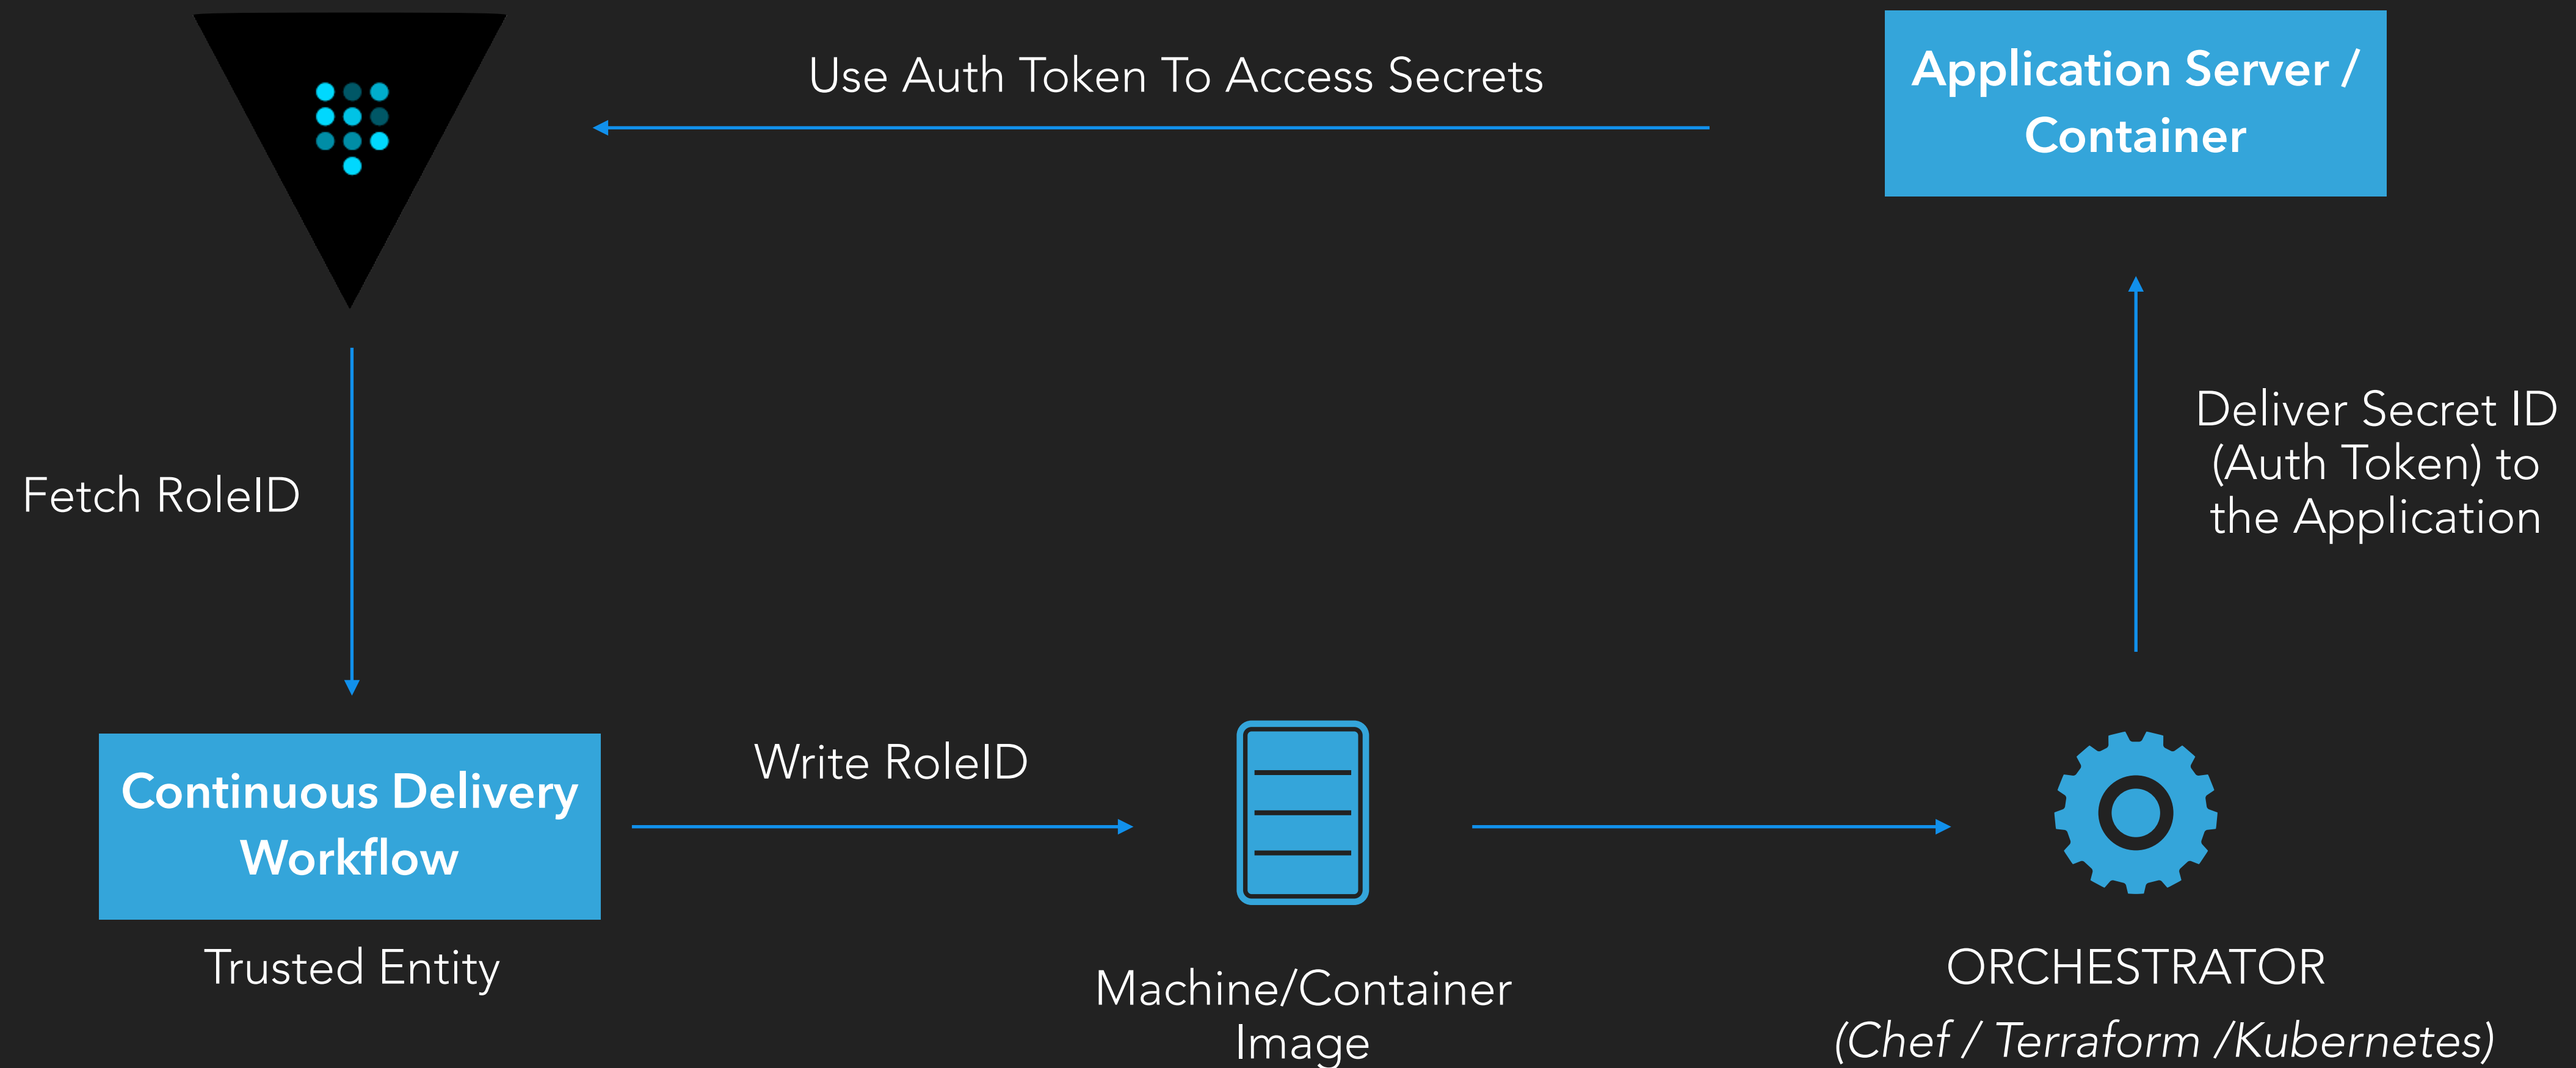 Use Auth Token To Access Secrets
Application Server /
Container
Fetch RoleID
Deliver Secret ID
(Auth Token) to
the Application
Continuous Delivery
Workflow
Trusted Entity
Write RoleID
Machine/Container
Image
ORCHESTRATOR
(Chef / Terraform /Kubernetes)